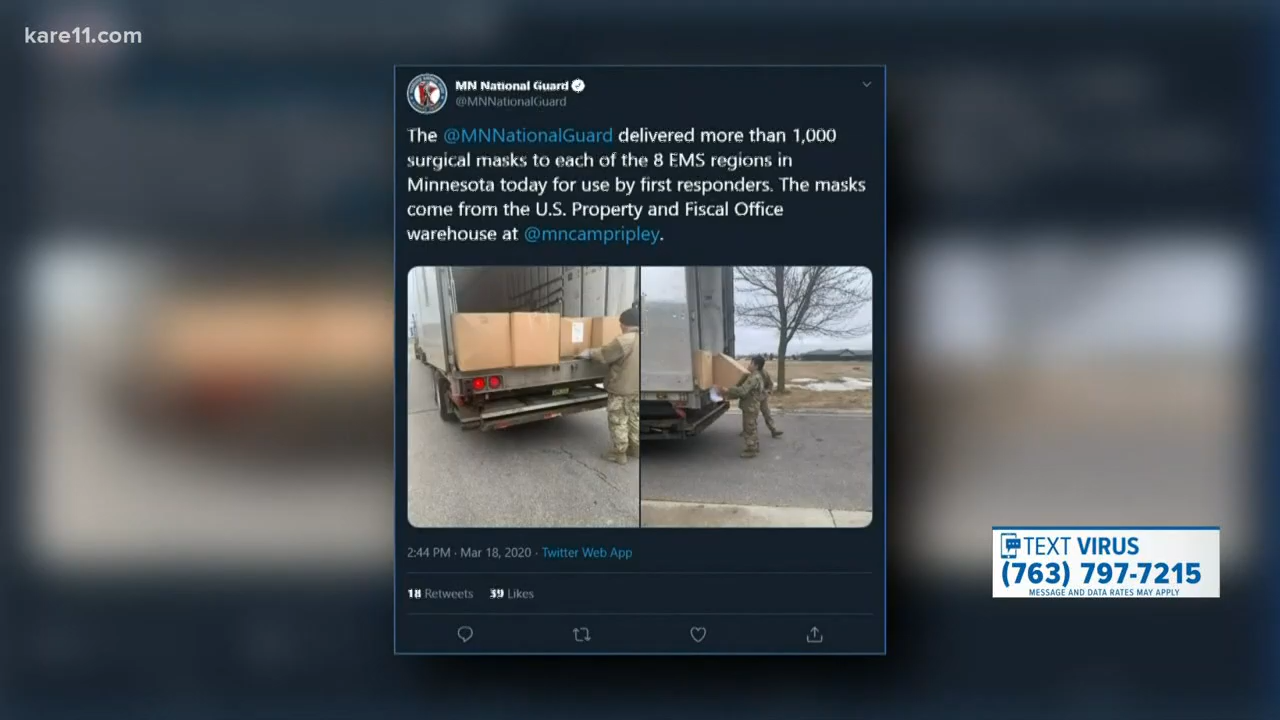 kare11.com
MN National Guard
@MNNationalGuard
The @MNNationalGuard delivered more than 1,000
surgical masks to each of the 8 EMS regions in
Minnesota today for use by first responders. The masks
come from the U.S. Property and Fiscal Office
warehouse at @mncampripley.
2:44 PM · Mar 18, 2020 · Twitter Web App
18 Retweets 39 Likes
TEXT VIRUS
(763) 797-7215
MESSAGE AND DATA RATES MAY APPLY